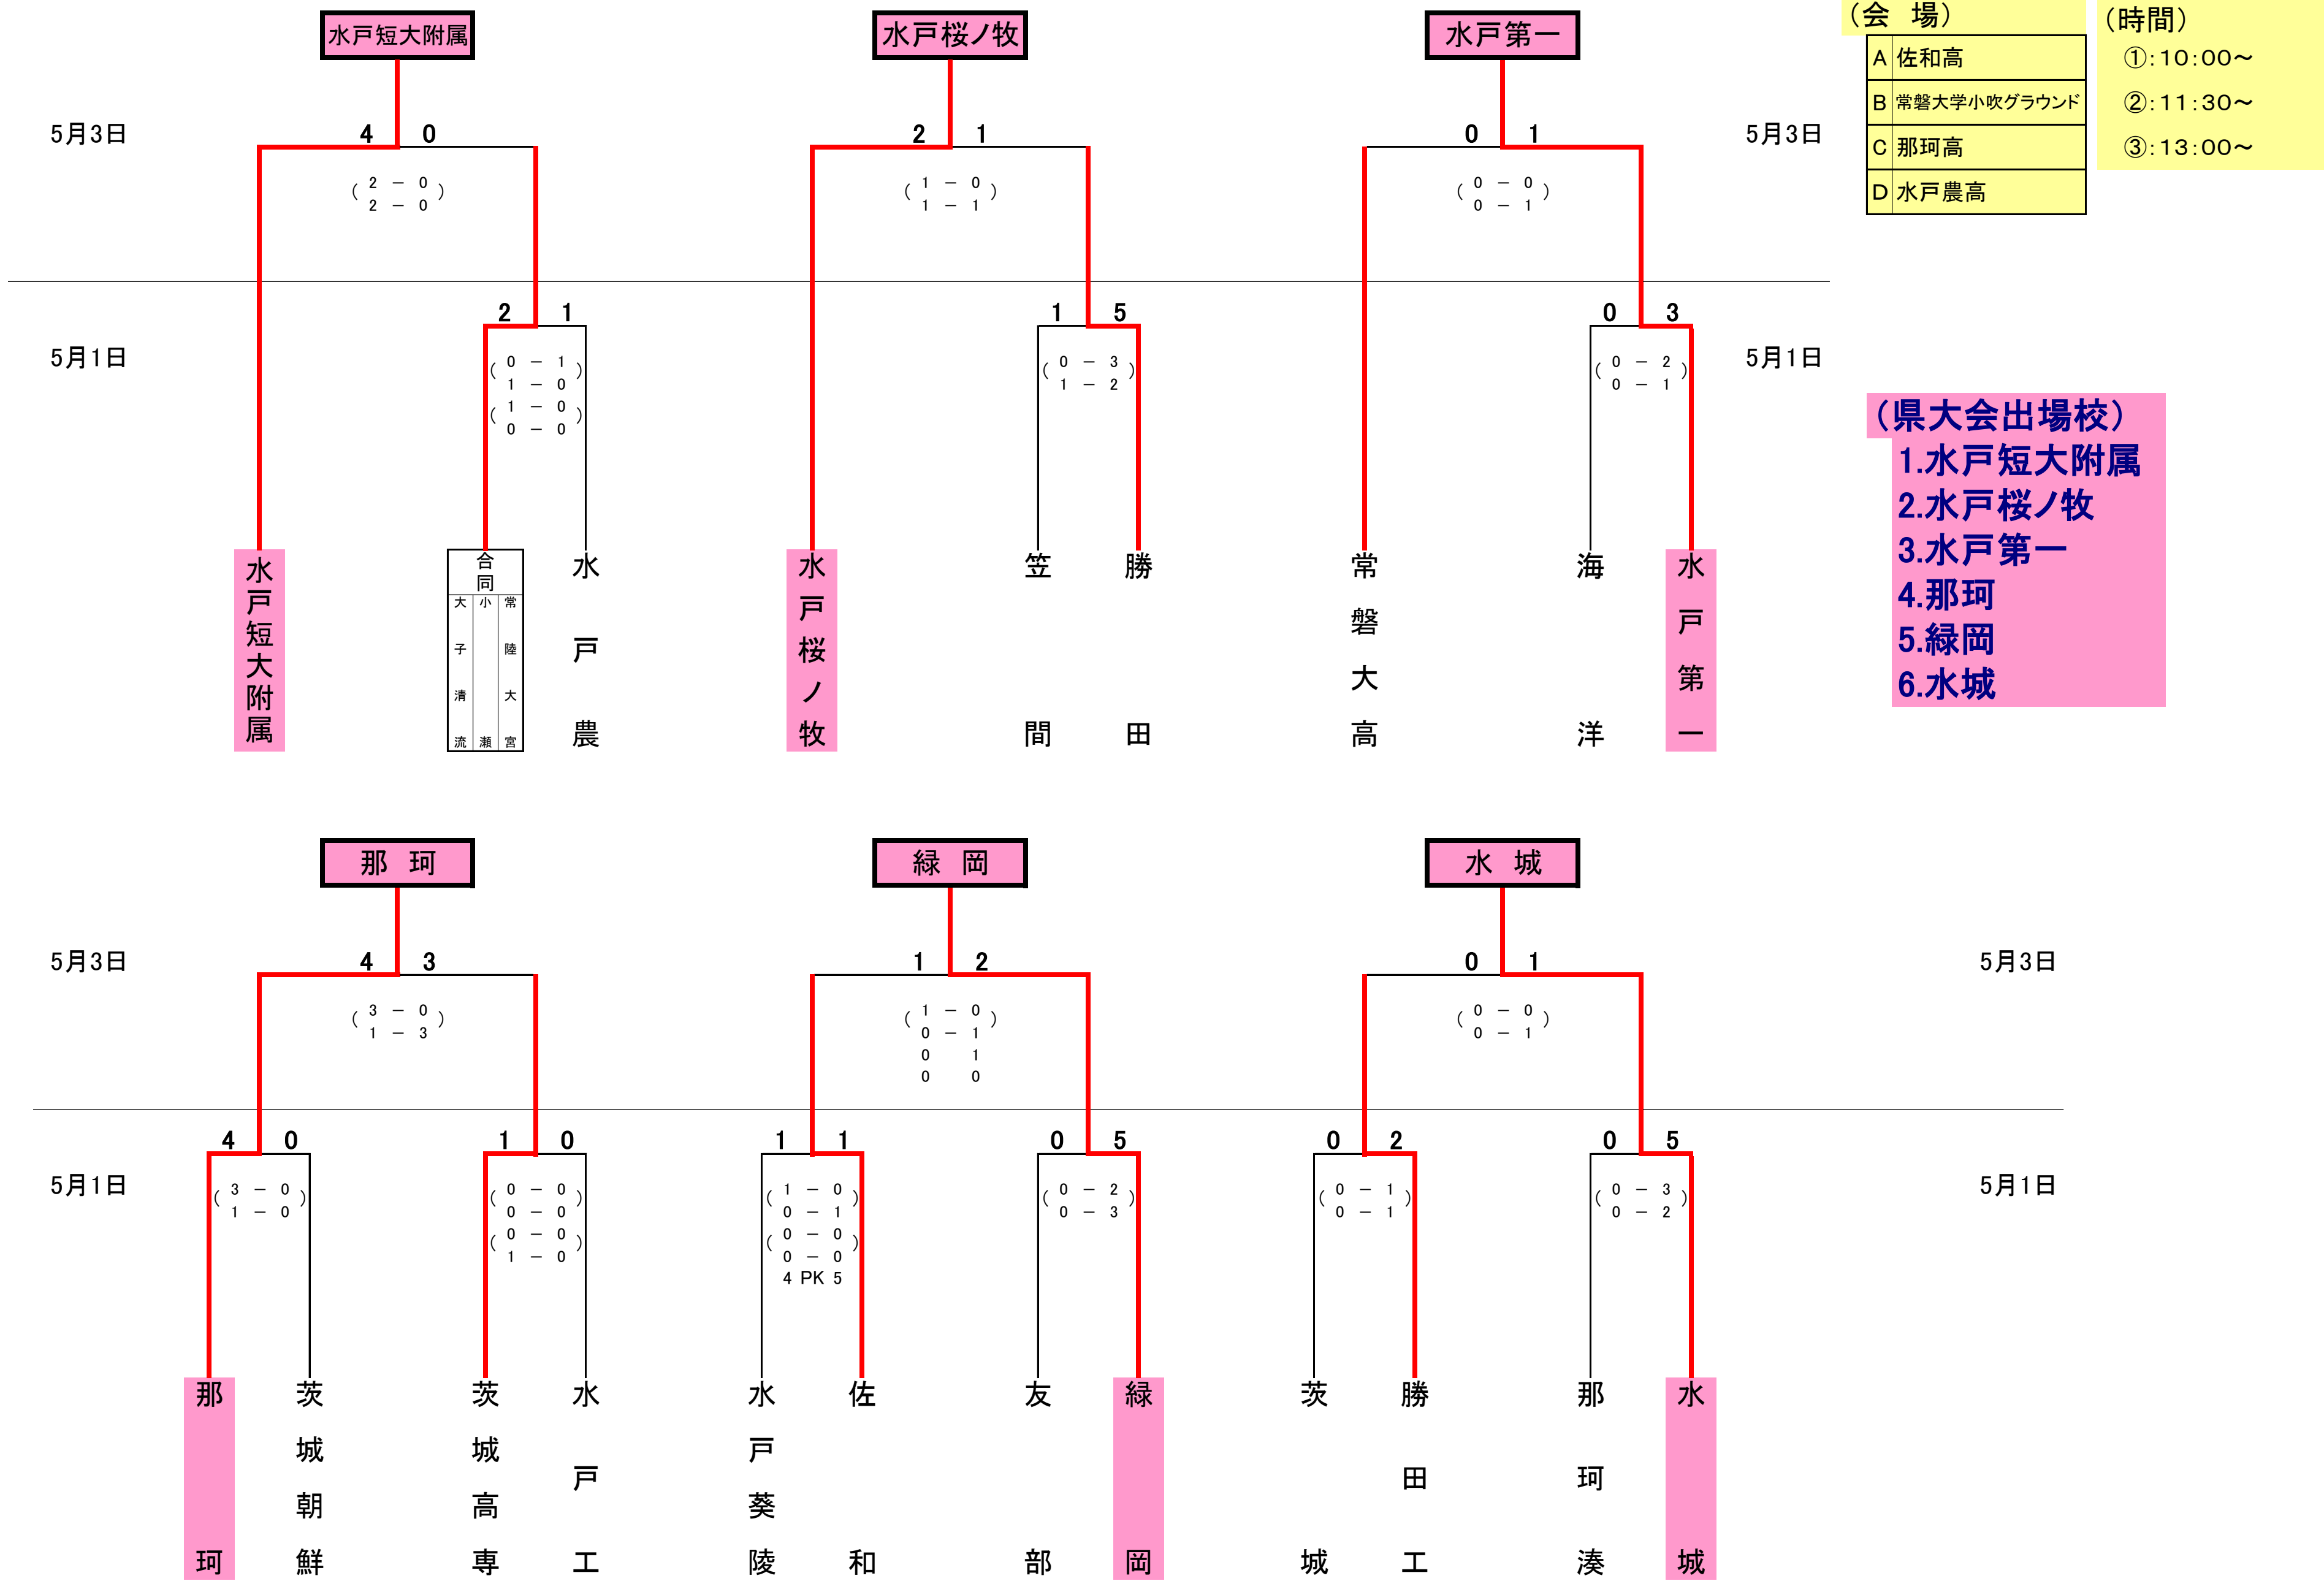 水戸短大附属
水戸桜ノ牧
水戸第一
（会　場）
（時間）
A 佐和高
①：10：00～
B 常磐大学小吹グラウンド
②：11：30～
C 那珂高
③：13：00～
D 水戸農高
5月3日
4 0
2 1
0 1
5月3日
( 2 － 0 )
2 － 0
( 1 － 0 )
1 － 1
( 0 － 0 )
0 － 1
2 1
1 5
0 3
5月1日
5月1日
( 0 － 1 )
1 － 0
( 1 － 0 )
0 － 0
( 0 － 3 )
1 － 2
( 0 － 2 )
0 － 1
（県大会出場校）
1.水戸短大附属
2.水戸桜ノ牧
3.水戸第一
4.那珂
5.緑岡
6.水城
水戸短大附属
合同
大子清流
小瀬
常陸大宮
水戸農
水戸桜ノ牧
笠間
勝田
常磐大高
海洋
水戸第一
那　珂
緑　岡
水　城
5月3日
4 3
1 2
0 1
5月3日
( 3 － 0 )
1 － 3
( 1 － 0 )
0 － 1
0 1
0 0
( 0 － 0 )
0 － 1
4 0
1 0
1 1
0 5
0 2
0 5
5月1日
5月1日
( 3 － 0 )
1 － 0
( 0 － 0 )
0 － 0
( 0 － 0 )
1 － 0
( 1 － 0 )
0 － 1
( 0 － 0 )
0 － 0
4 PK 5
( 0 － 2 )
0 － 3
( 0 － 1 )
0 － 1
( 0 － 3 )
0 － 2
那珂
茨城朝鮮
茨城高専
水戸工
水戸葵陵
佐和
友部
緑岡
茨城
勝田工
那珂湊
水城